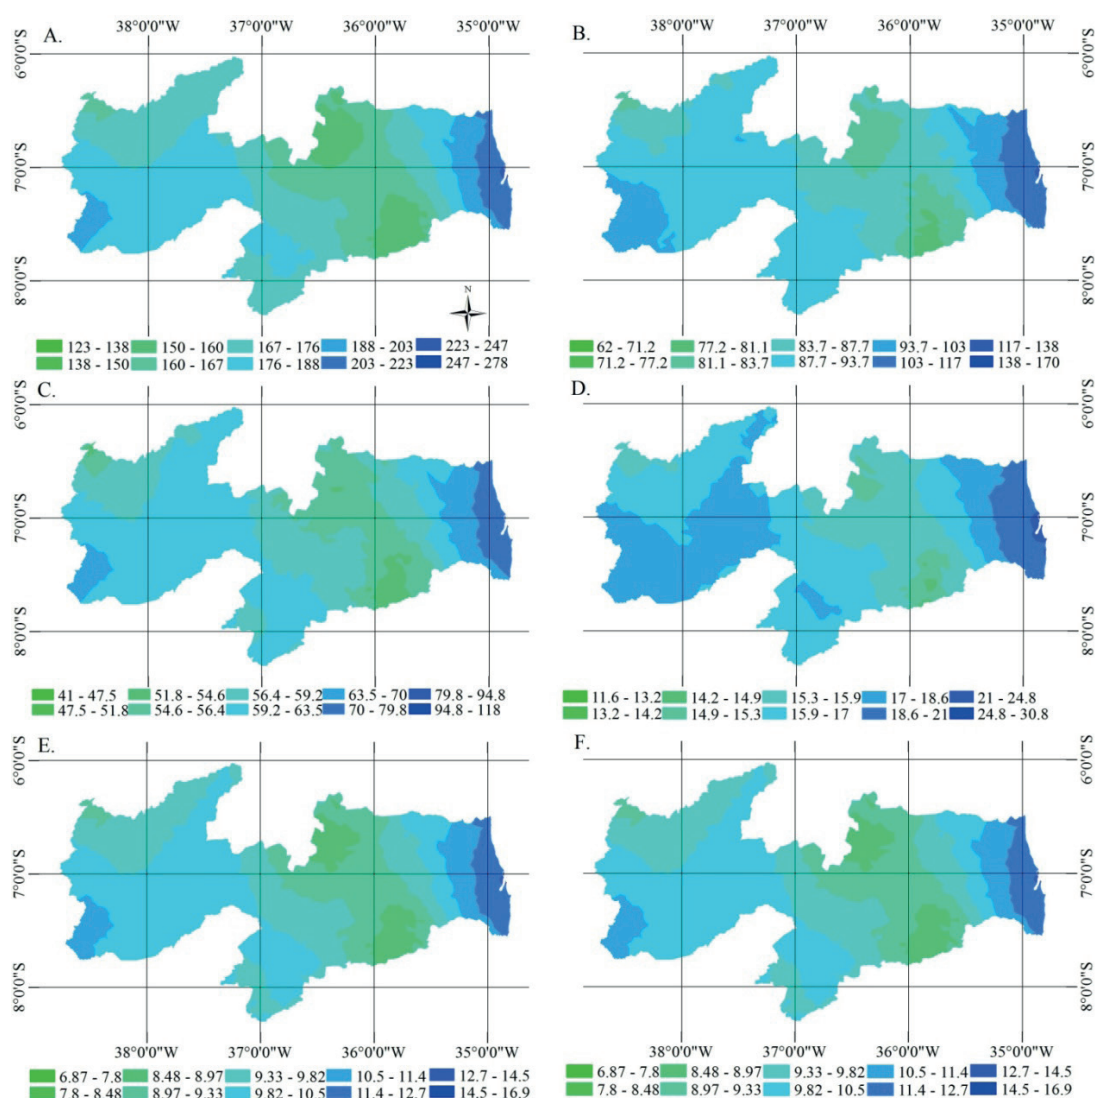 38°0'0"W 37°0'0"W 36°0'0"W 35°0'0"W
38°0'0"W 37°0'0"W 36°0'0"W 35°0'0"W
A.
6°0'0"S
7°0'0"S
8°0'0"S
N
123 - 138 150 - 160 167 - 176 188 - 203 223 - 247
138 - 150 160 - 167 176 - 188 203 - 223 247 - 278
B.
6°0'0"S
7°0'0"S
8°0'0"S
62 - 71.2 77.2 - 81.1 83.7 - 87.7 93.7 - 103 117 - 138
71.2 - 77.2 81.1 - 83.7 87.7 - 93.7 103 - 117 138 - 170
C.
6°0'0"S
7°0'0"S
8°0'0"S
41 - 47.5 51.8 - 54.6 56.4 - 59.2 63.5 - 70 79.8 - 94.8
47.5 - 51.8 54.6 - 56.4 59.2 - 63.5 70 - 79.8 94.8 - 118
D.
6°0'0"S
7°0'0"S
8°0'0"S
11.6 - 13.2 14.2 - 14.9 15.3 - 15.9 17 - 18.6 21 - 24.8
13.2 - 14.2 14.9 - 15.3 15.9 - 17 18.6 - 21 24.8 - 30.8
E.
6°0'0"S
7°0'0"S
8°0'0"S
38°0'0"W 37°0'0"W 36°0'0"W 35°0'0"W
6.87 - 7.8 8.48 - 8.97 9.33 - 9.82 10.5 - 11.4 12.7 - 14.5
7.8 - 8.48 8.97 - 9.33 9.82 - 10.5 11.4 - 12.7 14.5 - 16.9
F.
6°0'0"S
7°0'0"S
8°0'0"S
38°0'0"W 37°0'0"W 36°0'0"W 35°0'0"W
6.87 - 7.8 8.48 - 8.97 9.33 - 9.82 10.5 - 11.4 12.7 - 14.5
7.8 - 8.48 8.97 - 9.33 9.82 - 10.5 11.4 - 12.7 14.5 - 16.9